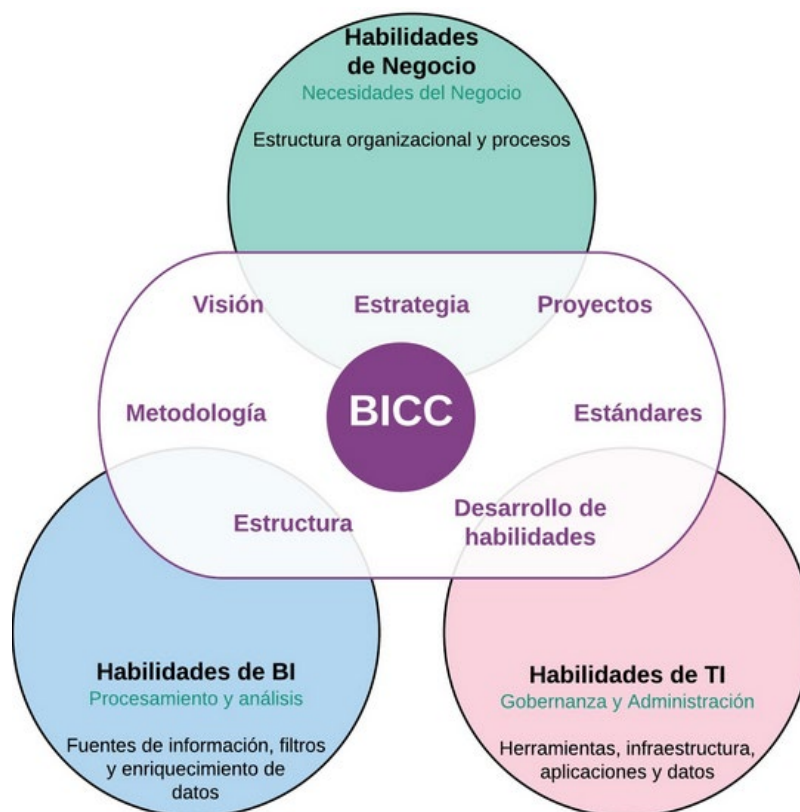 Habilidades
de Negocio
Necesidades del Negocio
Estructura organizacional y procesos
Visión
Estrategia
Proyectos
Metodología
BICC
Estándares
Estructura
Desarrollo de
habilidades
Habilidades de BI
Procesamiento y análisis
Fuentes de información, filtros
y enriquecimiento de
datos
Habilidades de TI
Gobernanza y Administración
Herramientas, infraestructura,
aplicaciones y datos